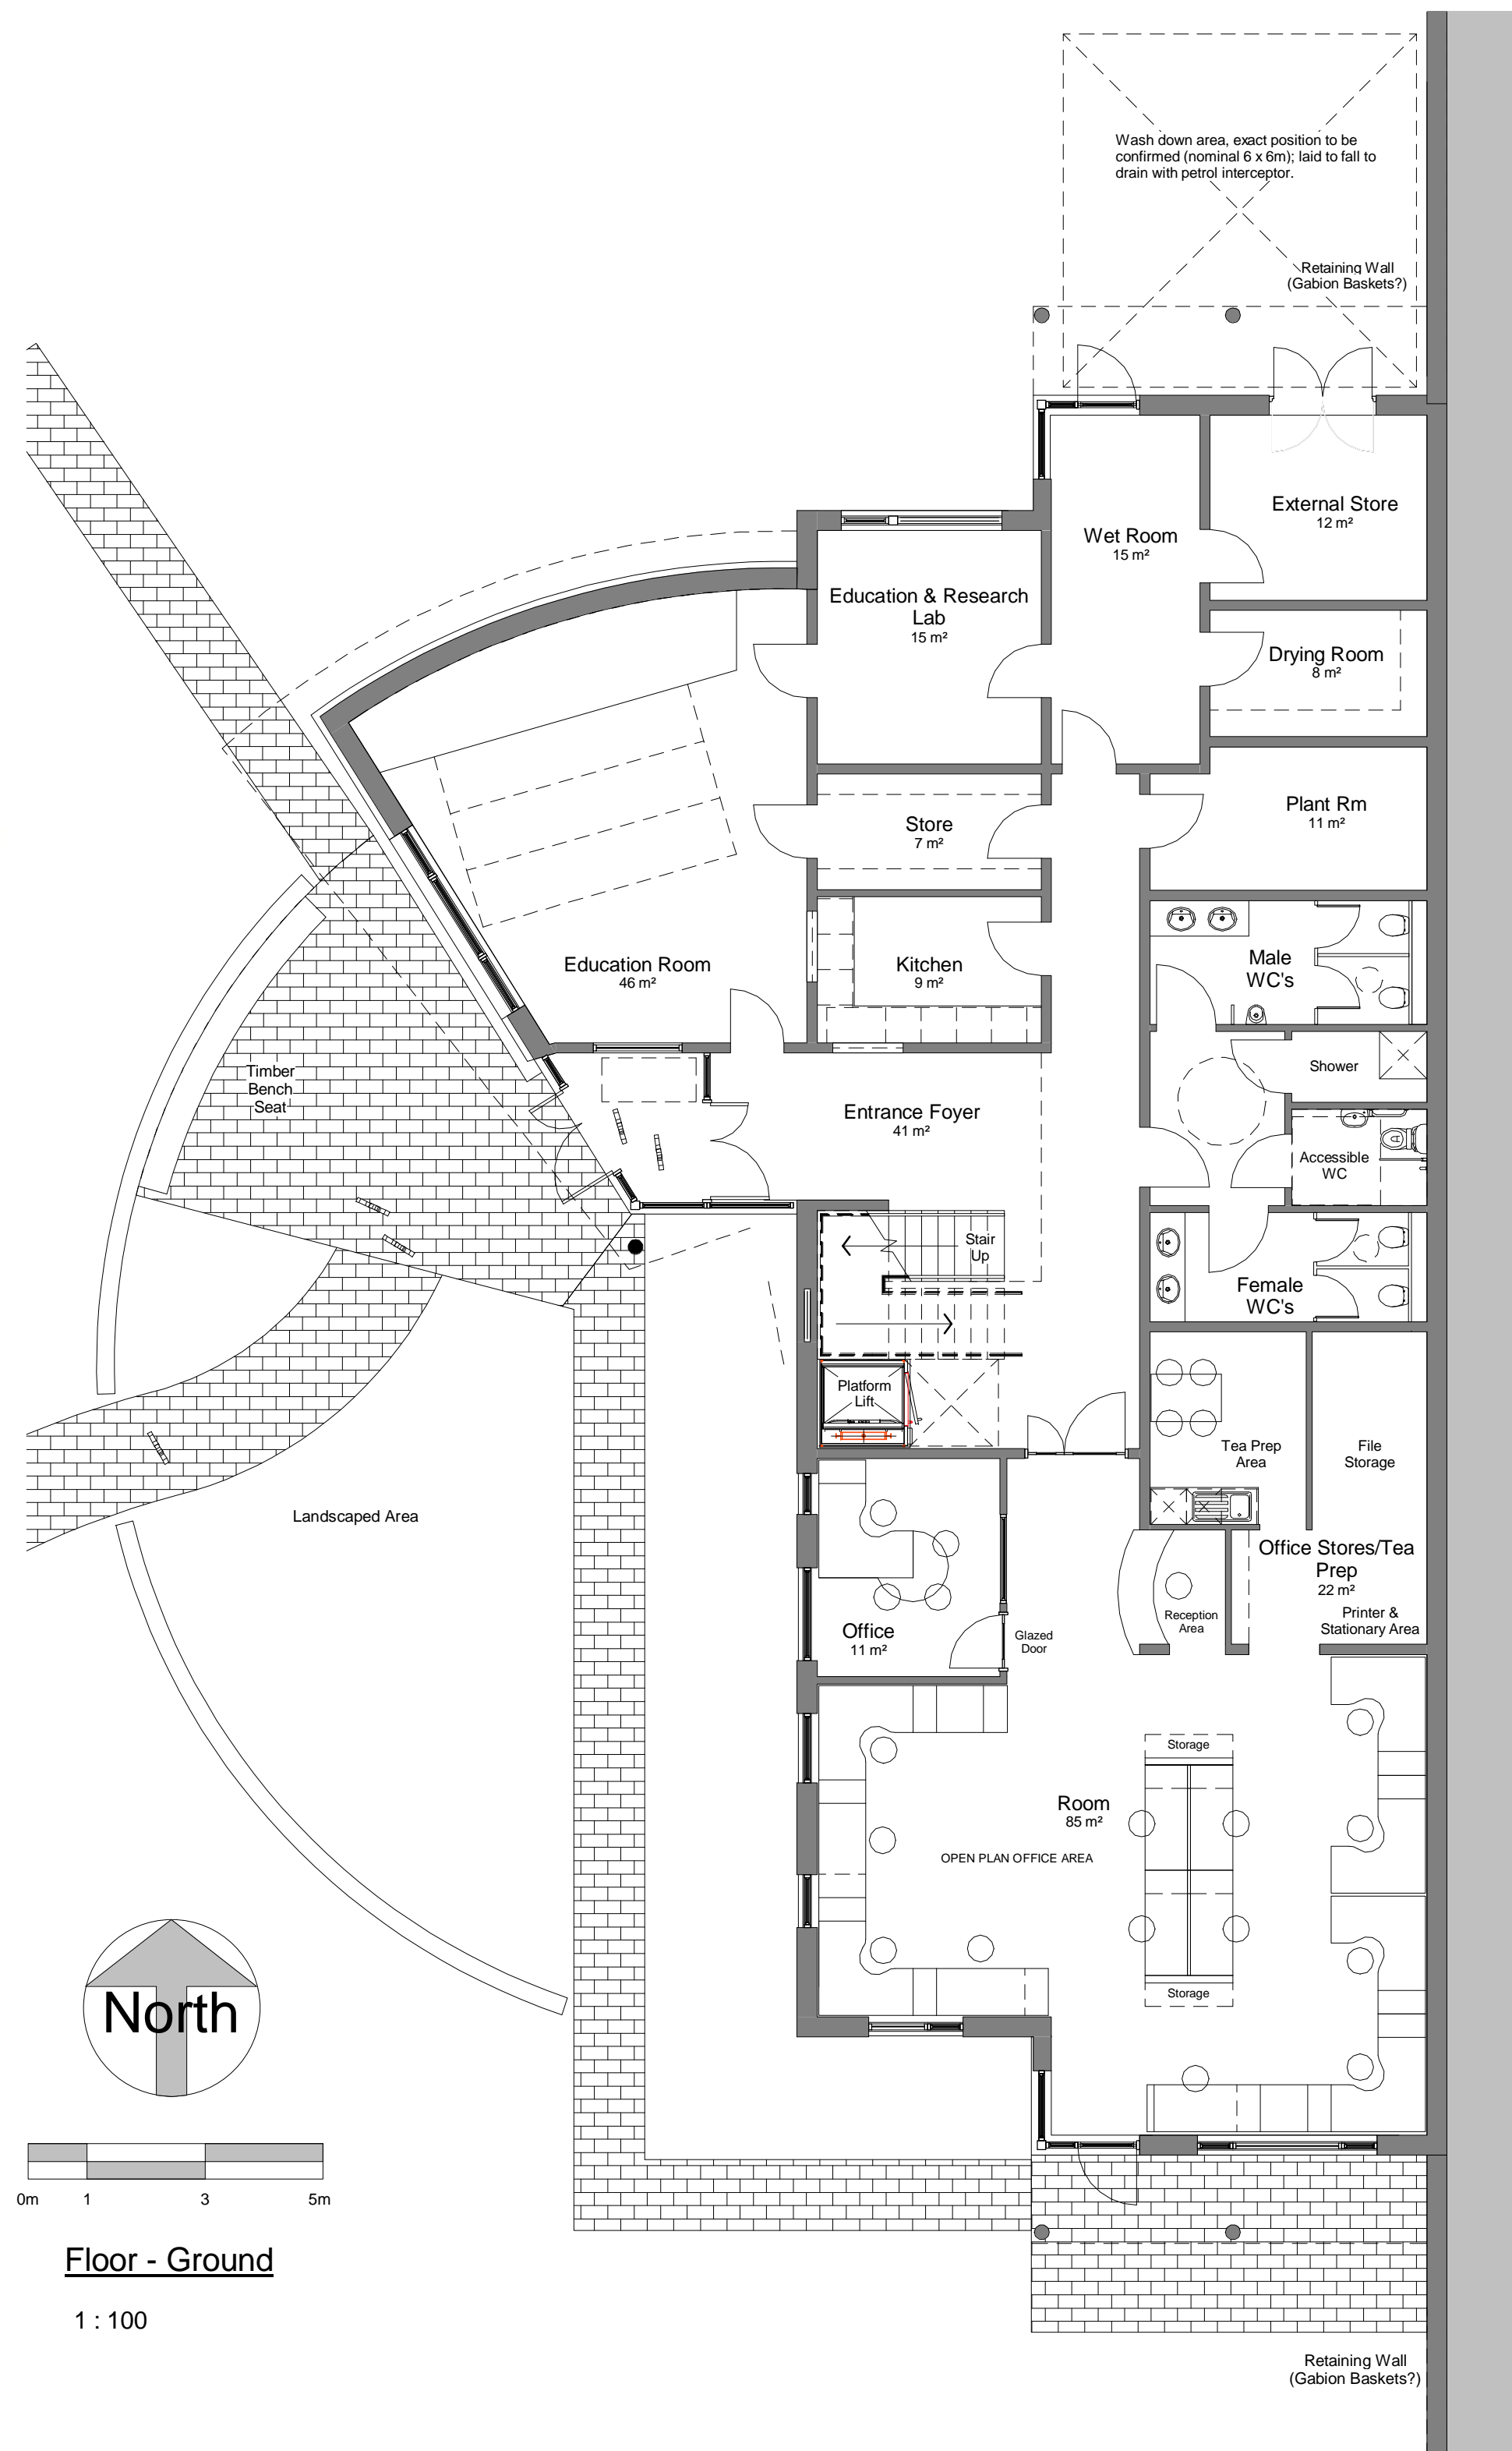 Wash down area, exact position to be
confirmed (nominal 6 x 6m); laid to fall to
drain with petrol interceptor.
Retaining Wall
(Gabion Baskets?)
External Store
12 m²
Wet Room
15 m²
Education & Research
Lab
15 m²
Drying Room
8 m²
Plant Rm
11 m²
Store
7 m²
Education Room
46 m²
Kitchen
9 m²
Male
WC's
Shower
Timber
Bench
Seat
Entrance Foyer
41 m²
Accessible
WC
Stair
Up
Female
WC's
Platform
Lift
Tea Prep
Area
File
Storage
Landscaped Area
Office Stores/Tea
Prep
22 m²
Printer &
Stationary Area
Reception
Area
Office
11 m²
Glazed
Door
Storage
Room
85 m²
OPEN PLAN OFFICE AREA
Storage
North
0m 1 3 5m
Floor - Ground
1 : 100
Retaining Wall
(Gabion Baskets?)